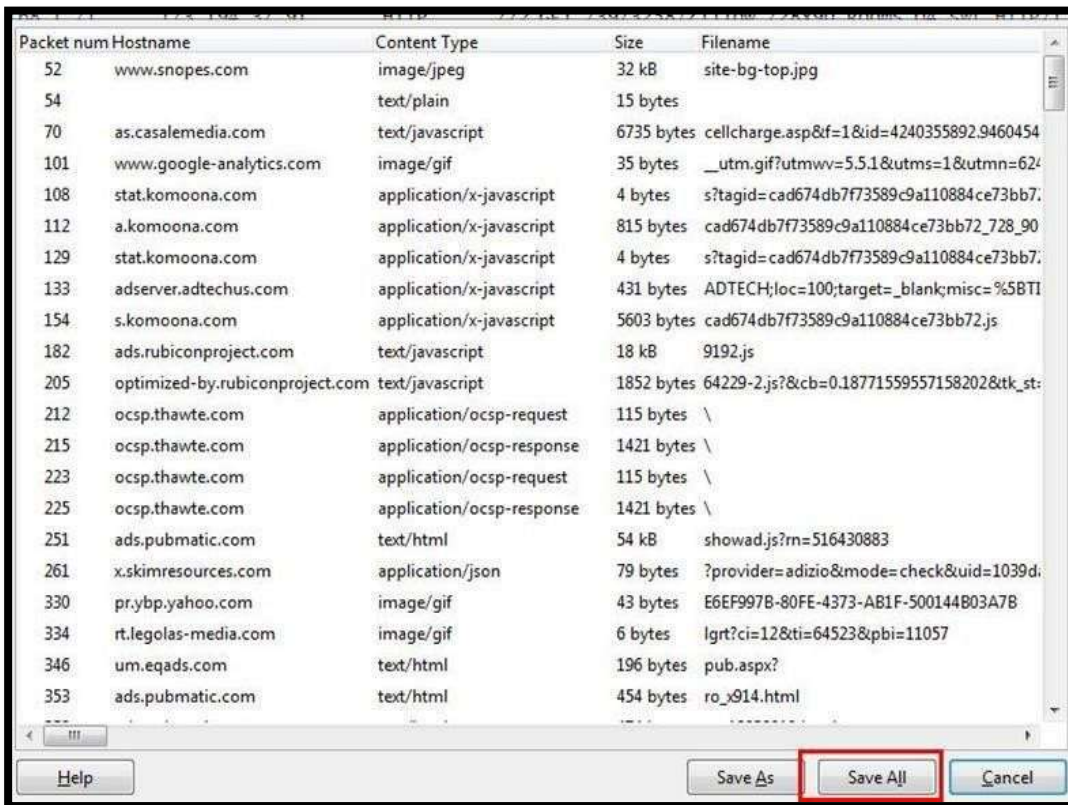 Packet num Hostname Content Type Size Filename
52 www.snopes.com image/jpeg 32 kB site-bg-top.jpg
54 text/plain 15 bytes
70 as.casalemedia.com text/javascript 6735 bytes cellcharge.asp&f=1&id=4240355892.9460454
101 www.google-analytics.com image/gif 35 bytes __utm.gif?utmwv=5.5.1&utms=1&utmn=624
108 stat.komoona.com application/x-javascript 4 bytes s?tagid=cad674db7f73589c9a110884ce73bb7
112 a.komoona.com application/x-javascript 815 bytes cad674db7f73589c9a110884ce73bb72_728_90
129 stat.komoona.com application/x-javascript 4 bytes s?tagid=cad674db7f73589c9a110884ce73bb7
133 adserver.adtechus.com application/x-javascript 431 bytes ADTECH;loc=100;target=_blank;misc=%5BTI
154 s.komoona.com application/x-javascript 5603 bytes cad674db7f73589c9a110884ce73bb72.js
182 ads.rubiconproject.com text/javascript 18 kB 9192.js
205 optimized-by.rubiconproject.com text/javascript 1852 bytes 64229-2.js?&cb=0.18771559557158202&tk_st=
212 ocsp.thawte.com application/ocsp-request 115 bytes \
215 ocsp.thawte.com application/ocsp-response 1421 bytes \
223 ocsp.thawte.com application/ocsp-request 115 bytes \
225 ocsp.thawte.com application/ocsp-response 1421 bytes \
251 ads.pubmatic.com text/html 54 kB showad.js?rn=516430883
261 x.skimresources.com application/json 79 bytes ?provider=adizio&mode=check&uid=1039d
330 pr.ybp.yahoo.com image/gif 43 bytes E6EF997B-80FE-4373-AB1F-500144B03A7B
334 rt.legolas-media.com image/gif 6 bytes lgrt?ci=12&ti=64523&pbi=11057
346 um.eqads.com text/html 196 bytes pub.aspx?
353 ads.pubmatic.com text/html 454 bytes ro_x914.html
Help Save As Save All Cancel